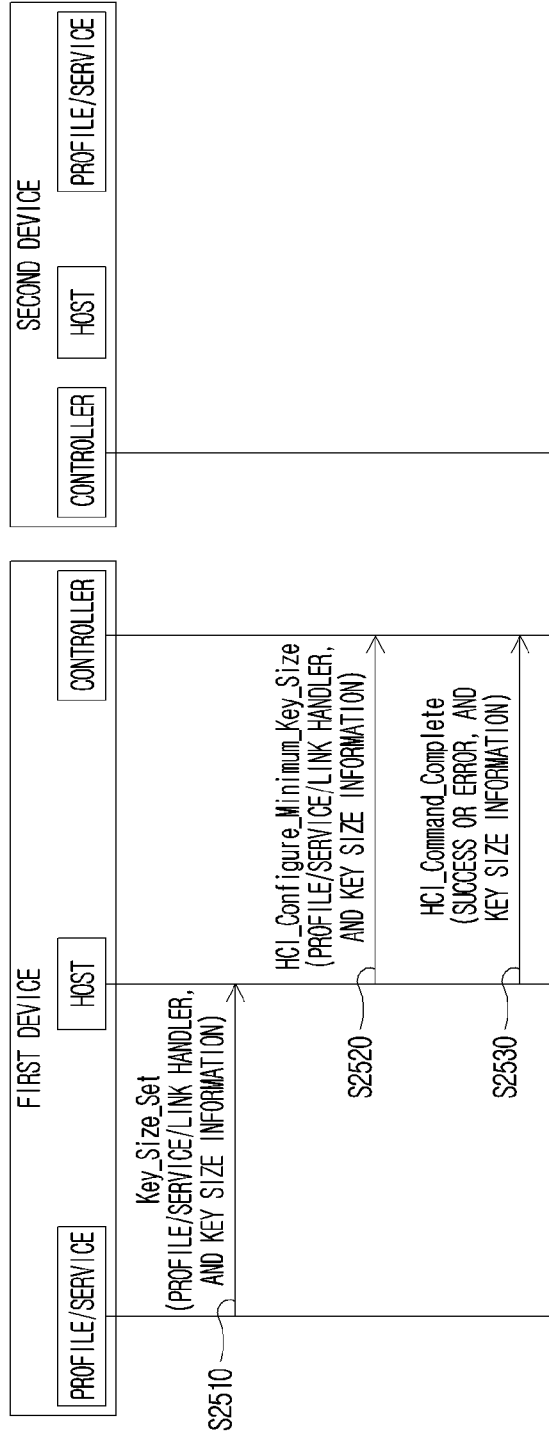 FIRST DEVICE
PROFILE/SERVICE
HOST
CONTROLLER
SECOND DEVICE
CONTROLLER
HOST
PROFILE/SERVICE
Key_Size_Set
(PROFILE/SERVICE/LINK HANDLER,
AND KEY SIZE INFORMATION)
S2510
HCI_Configure_Minimum_Key_Size
(PROFILE/SERVICE/LINK HANDLER,
AND KEY SIZE INFORMATION)
S2520
HCI_Command_Complete
(SUCCESS OR ERROR, AND
KEY SIZE INFORMATION)
S2530